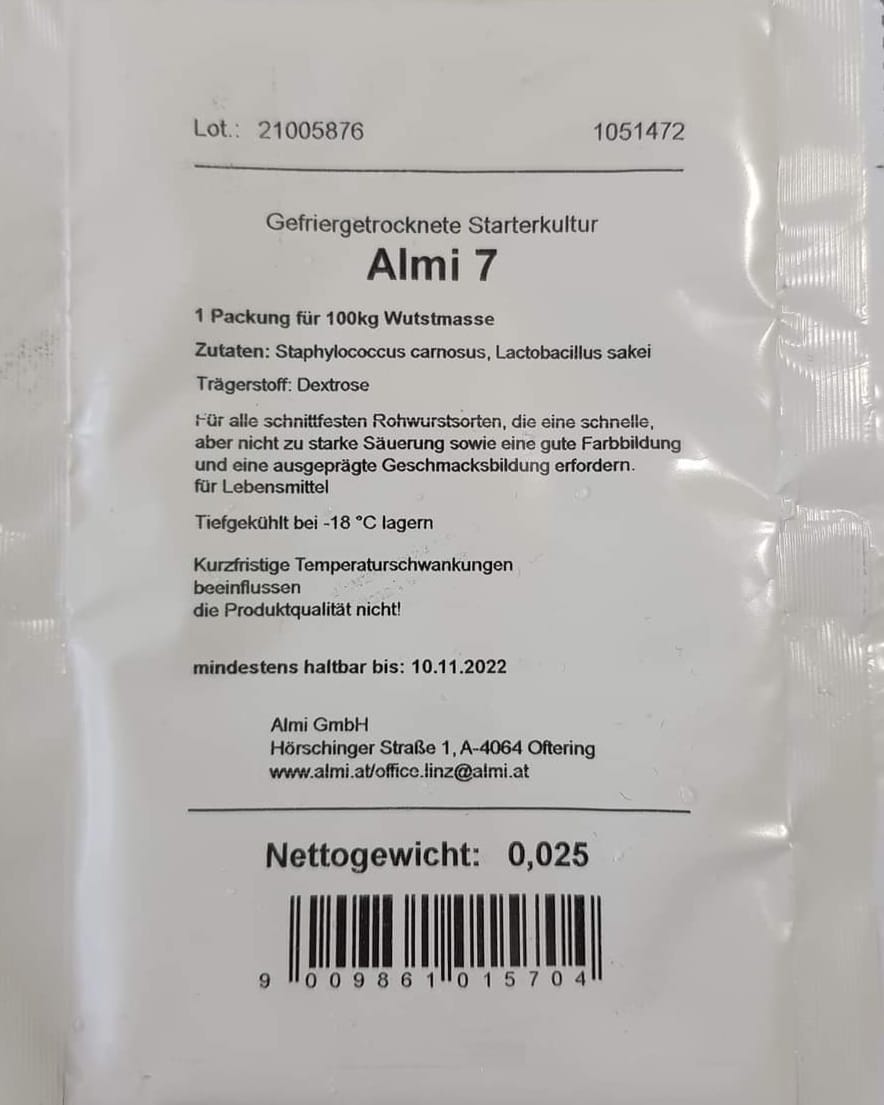 Lot.: 21005876 1051472
Gefriergetrocknete Starterkultur
Almi 7
1 Packung für 100kg Wutstmasse
Zutaten: Staphylococcus carnosus, Lactobacillus sakei
Trägerstoff: Dextrose
Für alle schnittfesten Rohwurstsorten, die eine schnelle,
aber nicht zu starke Säuerung sowie eine gute Farbbildung
und eine ausgeprägte Geschmacksbildung erfordern.
für Lebensmittel
Tiefgekühlt bei -18 °C lagern
Kurzfristige Temperaturschwankungen
beeinflussen
die Produktqualität nicht!
mindestens haltbar bis: 10.11.2022
Almi GmbH
Hörschinger Straße 1, A-4064 Oftering
www.almi.at/office.linz@almi.at
Nettogewicht: 0,025
9 009861 015704